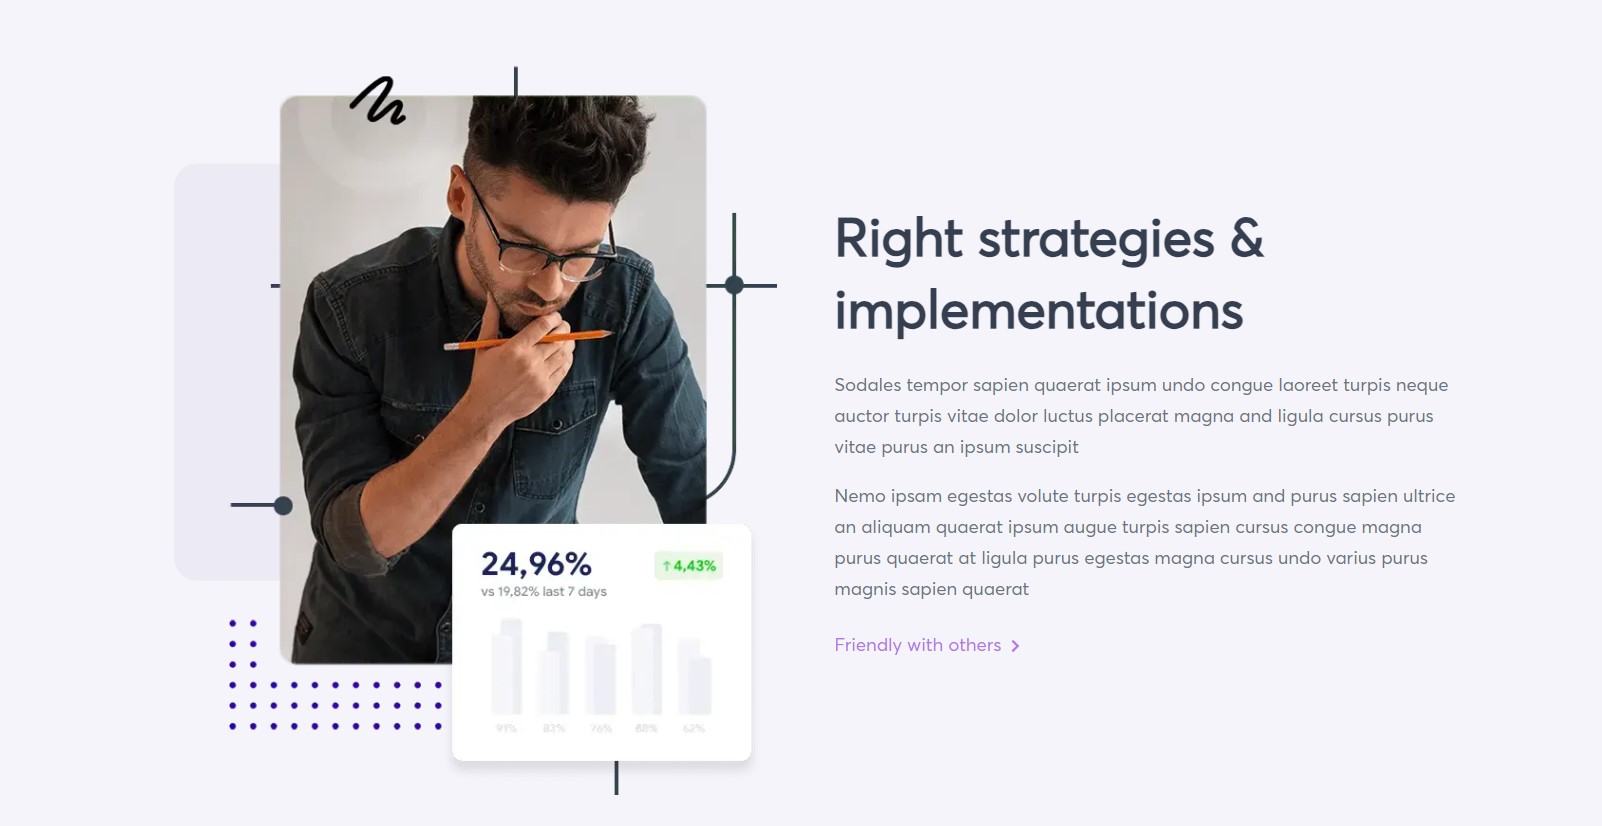 Right strategies &
implementations
Sodales tempor sapien quaerat ipsum undo congue laoreet turpis neque
auctor turpis vitae dolor luctus placerat magna and ligula cursus purus
vitae purus an ipsum suscipit
Nemo ipsam egestas volute turpis egestas ipsum and purus sapien ultrice
an aliquam quaerat ipsum augue turpis sapien cursus congue magna
purus quaerat at ligula purus egestas magna cursus undo varius purus
magnis sapien quaerat
Friendly with others
24,96%
↑4,43%
vs 19,82% last 7 days
91% 83% 76% 88% 62%